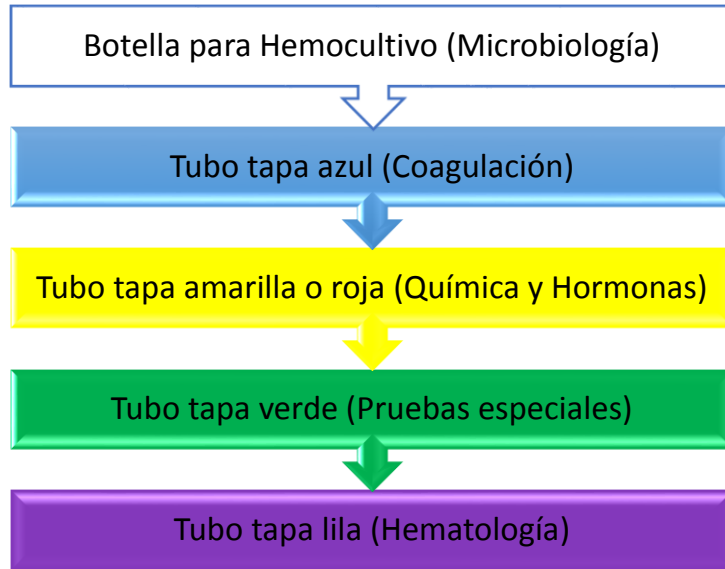 Botella para Hemocultivo (Microbiología)
Tubo tapa azul (Coagulación)
Tubo tapa amarilla o roja (Química y Hormonas)
Tubo tapa verde (Pruebas especiales)
Tubo tapa lila (Hematología)